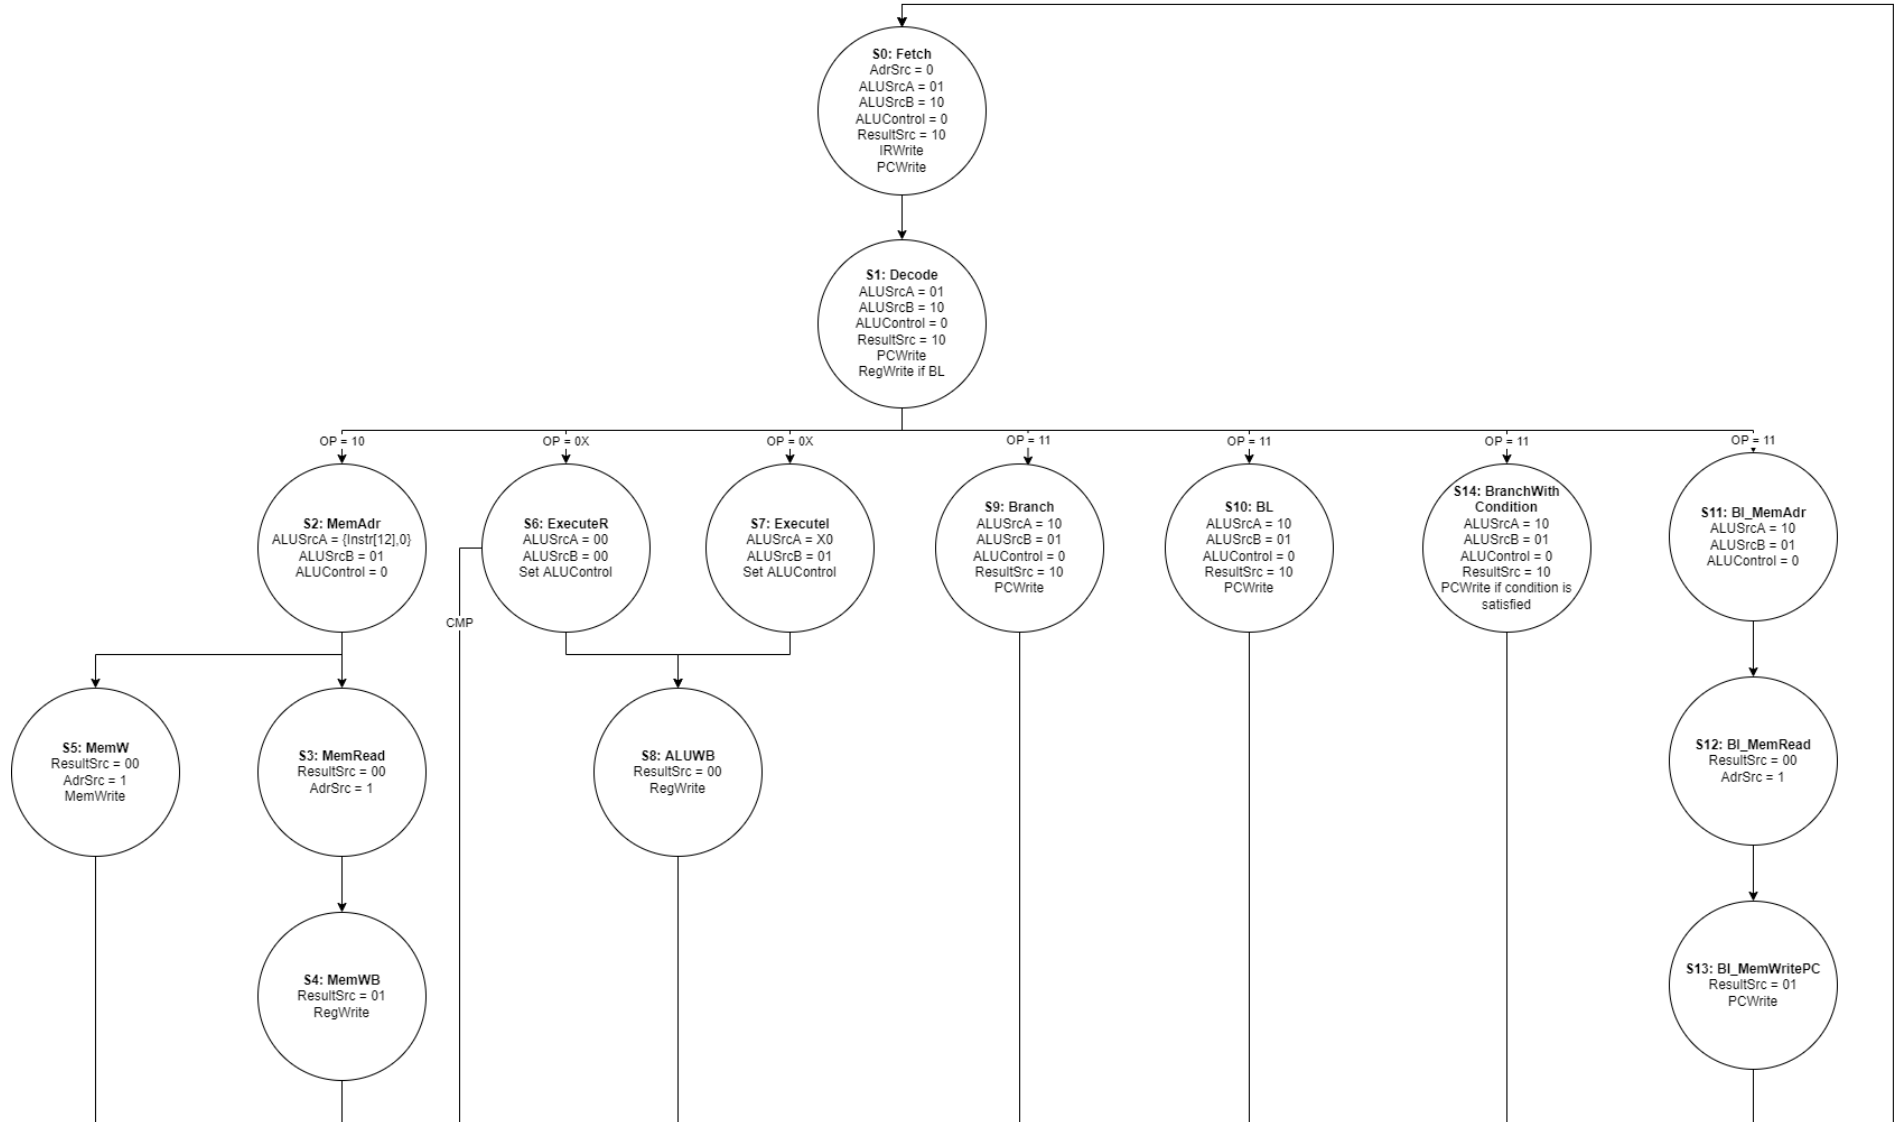 S0: Fetch
AdrSrc = 0
ALUSrcA = 01
ALUSrcB = 10
ALUControl = 0
ResultSrc = 10
IRWrite
PCWrite
S1: Decode
ALUSrcA = 01
ALUSrcB = 10
ALUControl = 0
ResultSrc = 10
PCWrite
RegWrite if BL
OP = 10
OP = 0X
OP = 0X
OP = 11
OP = 11
OP = 11
OP = 11
S2: MemAdr
ALUSrcA = {Instr[12],0}
ALUSrcB = 01
ALUControl = 0
S6: ExecuteR
ALUSrcA = 00
ALUSrcB = 00
Set ALUControl
S7: ExecuteI
ALUSrcA = X0
ALUSrcB = 01
Set ALUControl
S9: Branch
ALUSrcA = 10
ALUSrcB = 01
ALUControl = 0
ResultSrc = 10
PCWrite
S10: BL
ALUSrcA = 10
ALUSrcB = 01
ALUControl = 0
ResultSrc = 10
PCWrite
S14: BranchWith
Condition
ALUSrcA = 10
ALUSrcB = 01
ALUControl = 0
ResultSrc = 10
PCWrite if condition is
satisfied
S11: BI_MemAdr
ALUSrcA = 10
ALUSrcB = 01
ALUControl = 0
CMP
S5: MemW
ResultSrc = 00
AdrSrc = 1
MemWrite
S3: MemRead
ResultSrc = 00
AdrSrc = 1
S8: ALUWB
ResultSrc = 00
RegWrite
S12: BI_MemRead
ResultSrc = 00
AdrSrc = 1
S4: MemWB
ResultSrc = 01
RegWrite
S13: BI_MemWritePC
ResultSrc = 01
PCWrite